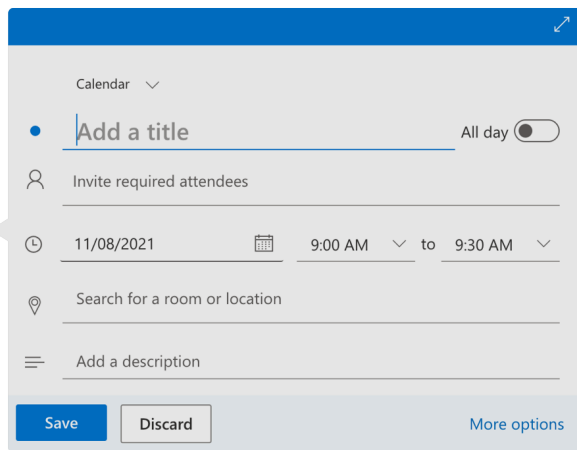 Calendar
Add a title
All day
Invite required attendees
11/08/2021 9:00 AM to 9:30 AM
Search for a room or location
Add a description
Save Discard More options